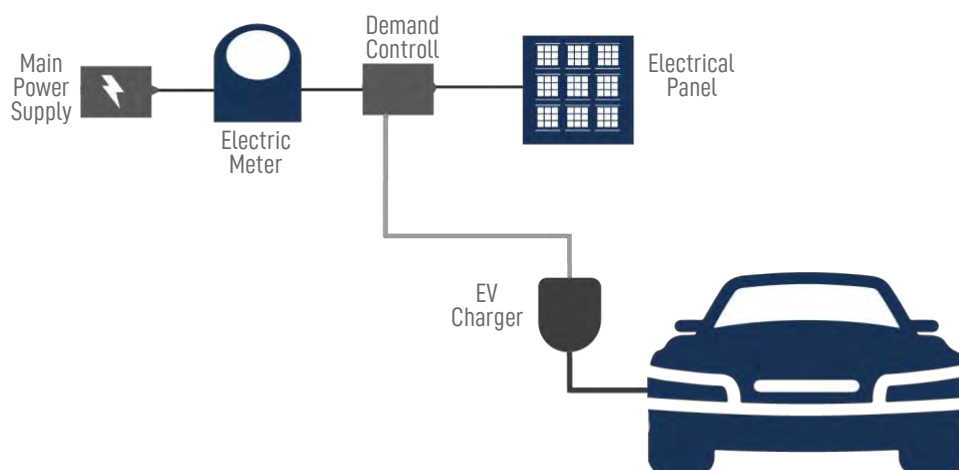 Main
Power
Supply
Electric
Meter
Demand
Controll
Electrical
Panel
EV
Charger